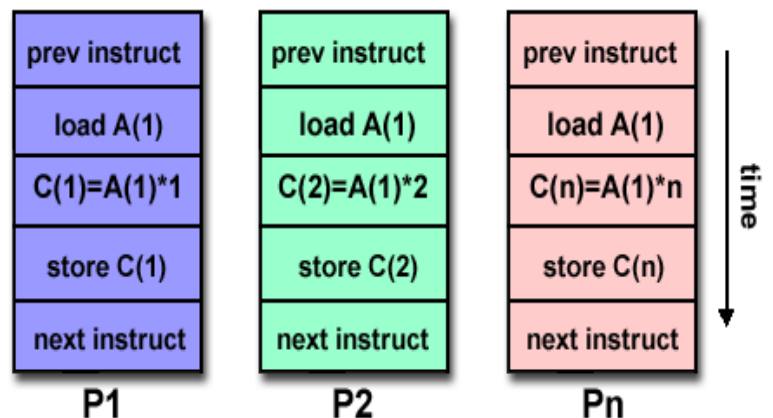 prev instruct
load A(1)
C(1)=A(1)*1
store C(1)
next instruct
P1
prev instruct
load A(1)
C(2)=A(1)*2
store C(2)
next instruct
P2
prev instruct
load A(1)
C(n)=A(1)*n
store C(n)
next instruct
Pn
time